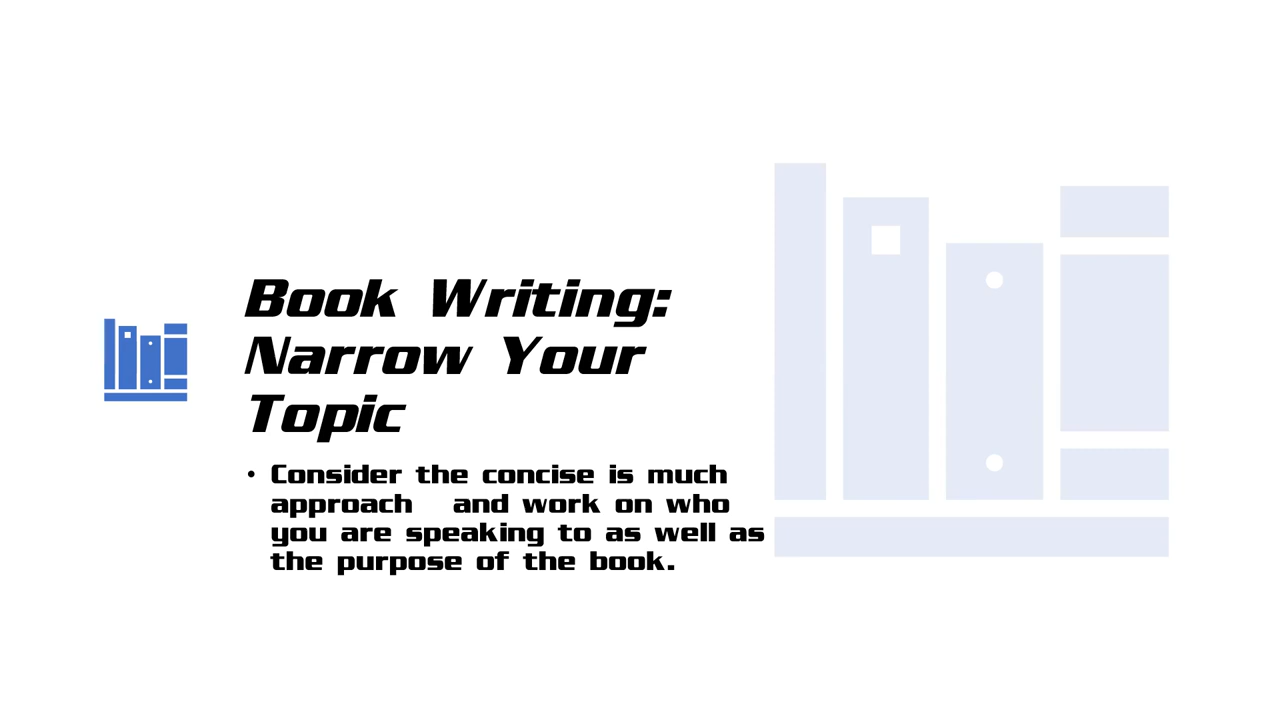 Book Writing:
Narrow Your
Topic
• Consider the concise is much
approach and work on who
you are speaking to as well as
the purpose of the book.